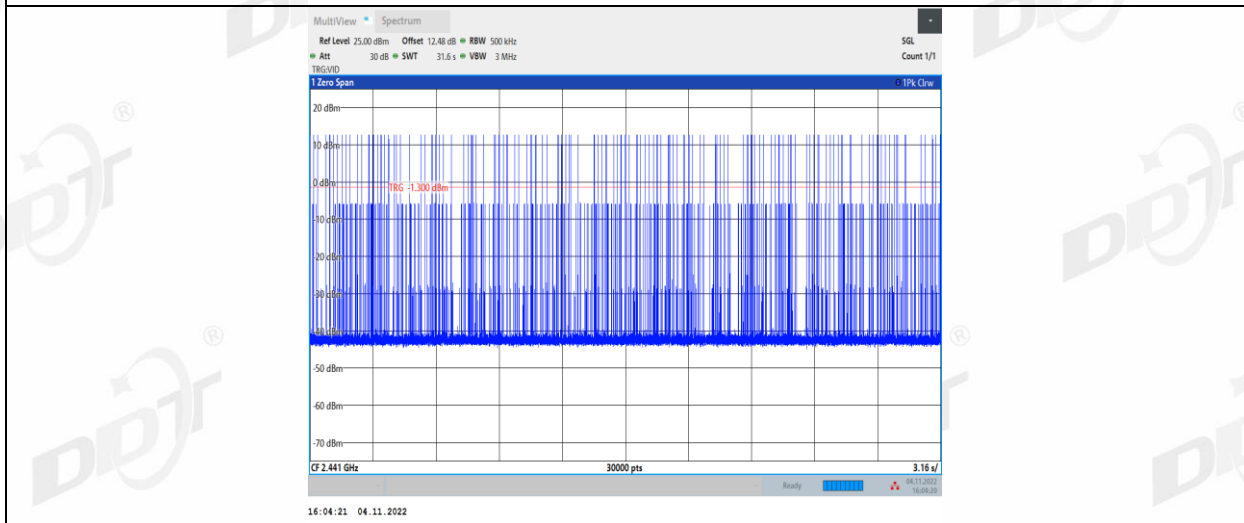 MultiView Spectrum
Ref Level 25.00 dBm Offset 12.48 dB RBW 500 kHz SGL
Att 30 dB SWT 31.6 s VBW 3 MHz Count 1/1
TRG:VID
1 Zero Span 1Pk Clrw
20 dBm
10 dBm
0 dBm
TRG -1.300 dBm
-10 dBm
-20 dBm
-30 dBm
-40 dBm
-50 dBm
-60 dBm
-70 dBm
CF 2.441 GHz 30000 pts 3.16 s/
Ready 04.11.2022
16:04:20
16:04:21 04.11.2022
DDT
®
DDT
®
DDT
®
DDT
®